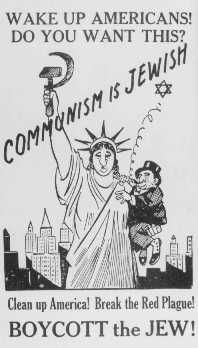 WAKE UP AMERICANS!
DO YOU WANT THIS?
COMMUNISM IS JEWISH
Clean up America! Break the Red Plague!
BOYCOTT the JEW!